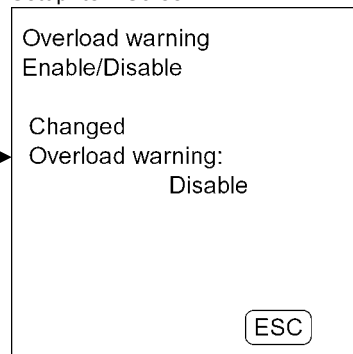 Overload warning
Enable/Disable
Changed
Overload warning:
Disable
ESC